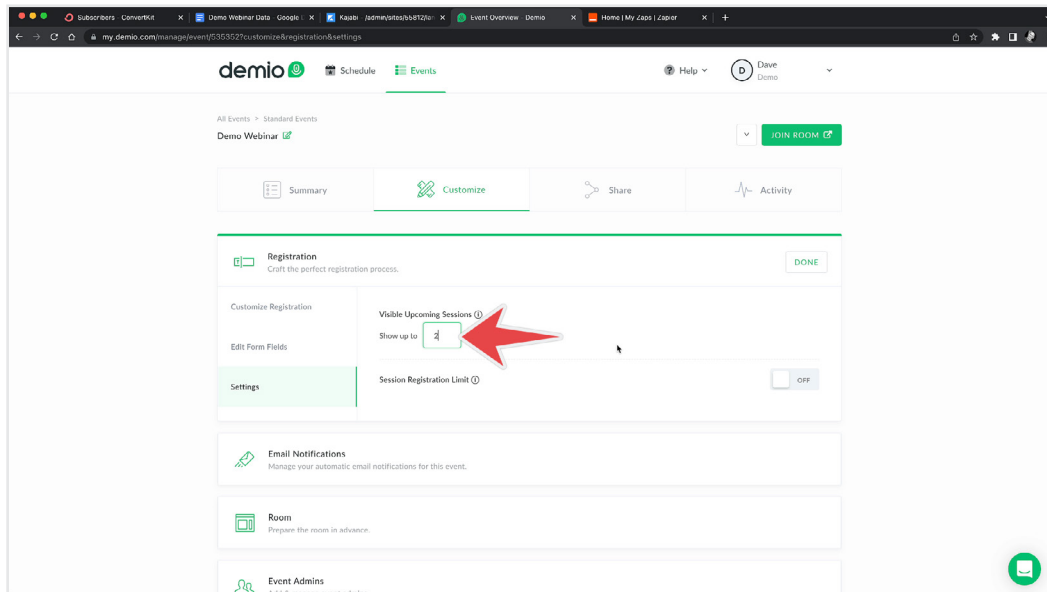 Subscribers · ConvertKit
Demo Webinar Data - Google D
Kajabi · /admin/sites/55812/la
Event Overview · Demio
Home | My Zaps | Zapier
my.demio.com/manage/event/535352?customize&registration&settings
demio
Schedule
Events
Help
D
Dave
Demo
All Events > Standard Events
Demo Webinar
JOIN ROOM
Summary
Customize
Share
Activity
Registration
Craft the perfect registration process.
DONE
Customize Registration
Edit Form Fields
Settings
Visible Upcoming Sessions
Show up to 2
Session Registration Limit
OFF
Email Notifications
Manage your automatic email notifications for this event.
Room
Prepare the room in advance.
Event Admins